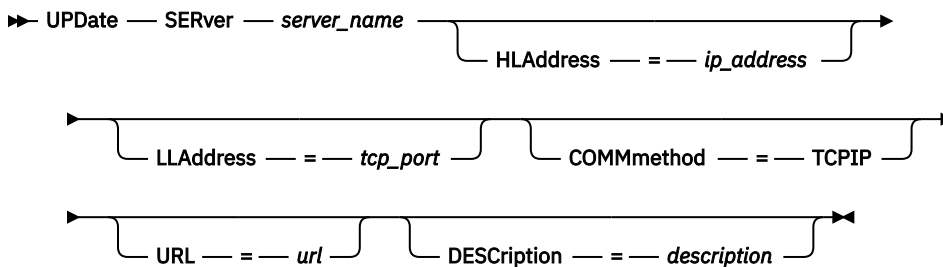 UPDate SERver server_name
HLAddress = ip_address
LLAddress = tcp_port COMMmethod = TCPIP
URL = url DESCription = description